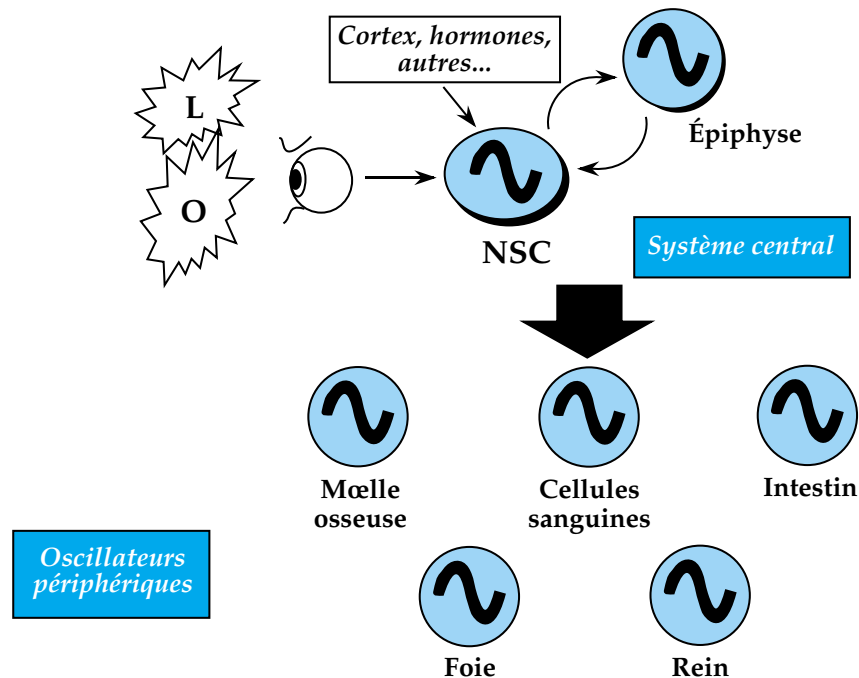 Cortex, hormones,
autres...
L
Épiphyse
O
NSC
Système central
Mœlle
osseuse
Cellules
sanguines
Intestin
Oscillateurs
périphériques
Foie
Rein